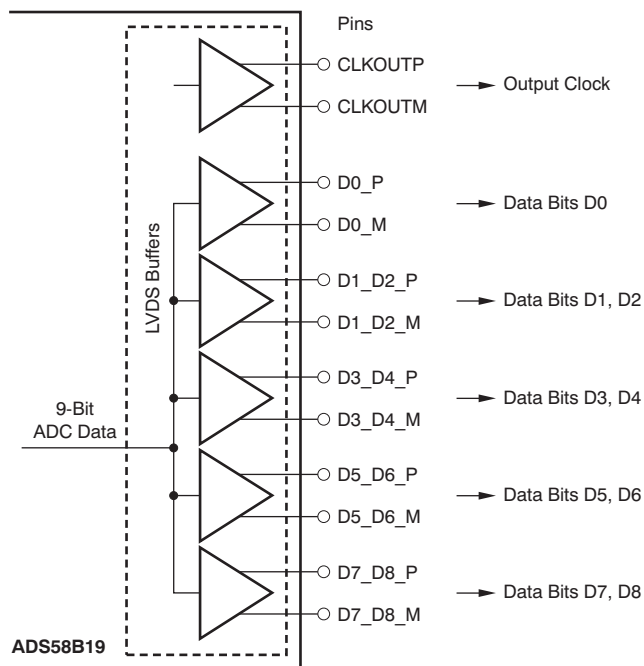 Pins
CLKOUTP
CLKOUTM
Output Clock
D0_P
D0_M
Data Bits D0
LVDS Buffers
D1_D2_P
D1_D2_M
Data Bits D1, D2
D3_D4_P
D3_D4_M
Data Bits D3, D4
9-Bit
ADC Data
D5_D6_P
D5_D6_M
Data Bits D5, D6
D7_D8_P
D7_D8_M
Data Bits D7, D8
ADS58B19